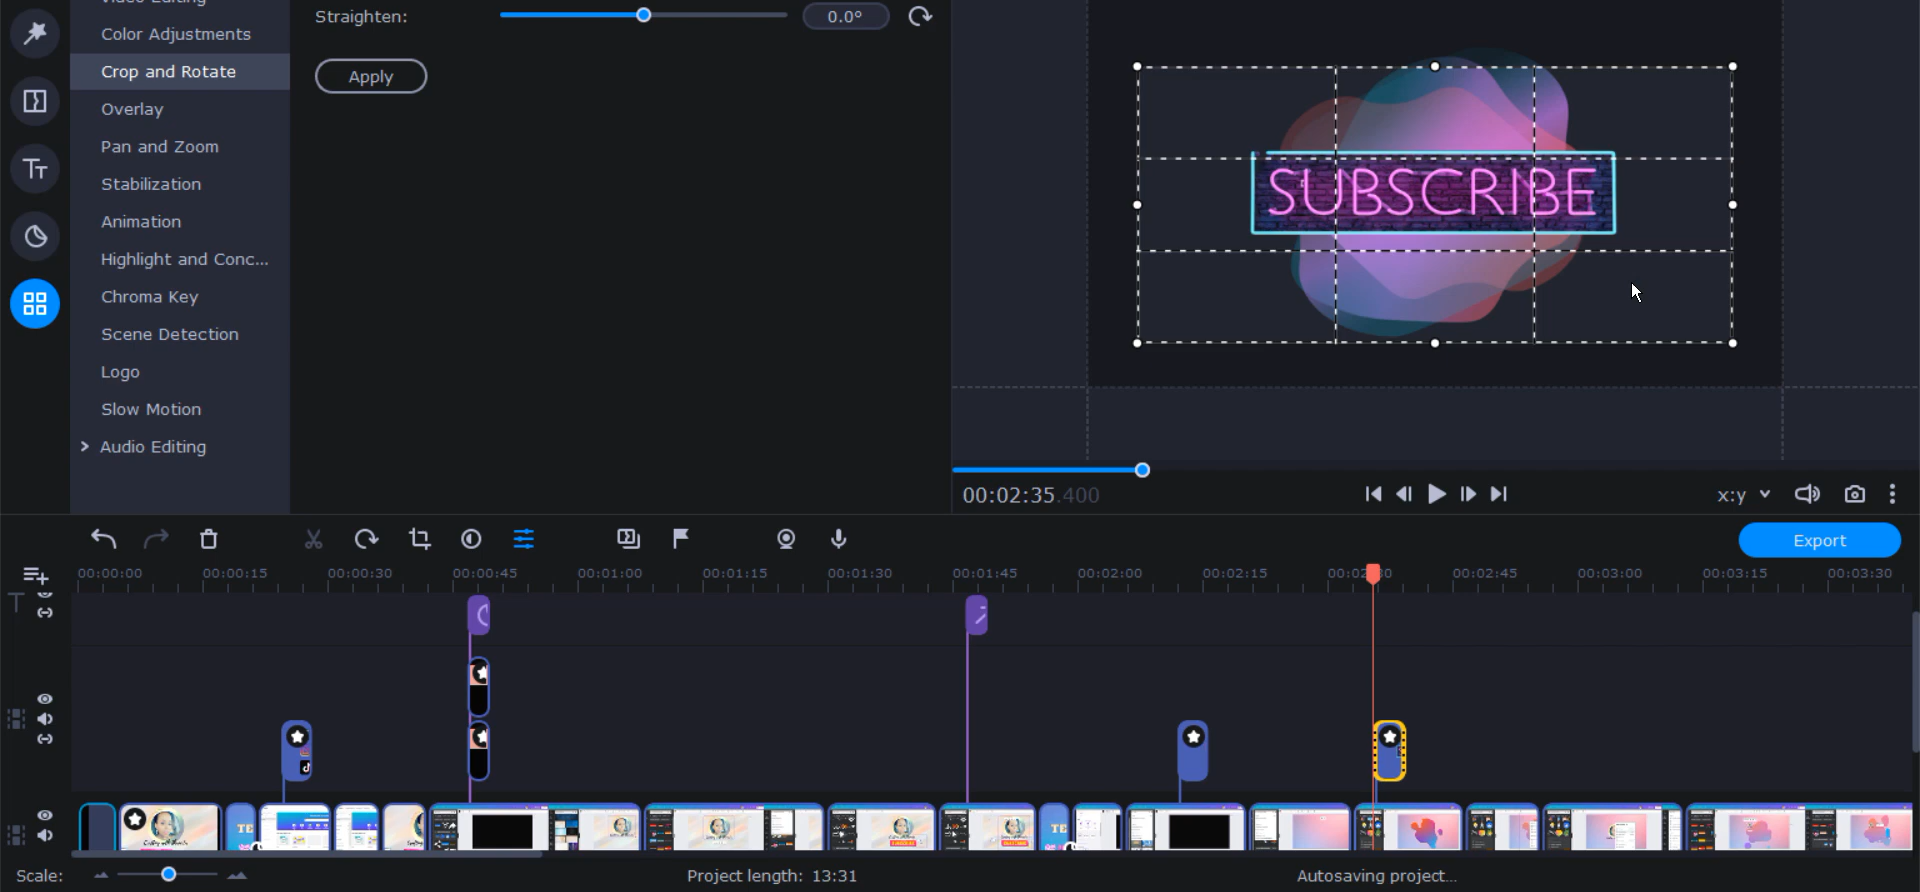 Straighten:
0.0°
Color Adjustments
Apply
Crop and Rotate
Overlay
Pan and Zoom
Stabilization
Animation
Highlight and Conc...
Chroma Key
Scene Detection
Logo
Slow Motion
Audio Editing
SUBSCRIBE
00:02:35.400
x:y
Export
00:00:00
00:00:15
00:00:30
00:00:45
00:01:00
00:01:15
00:01:30
00:01:45
00:02:00
00:02:15
00:02:45
00:03:00
00:03:15
00:03:30
TE
TE
Scale:
Project length: 13:31
Autosaving project...